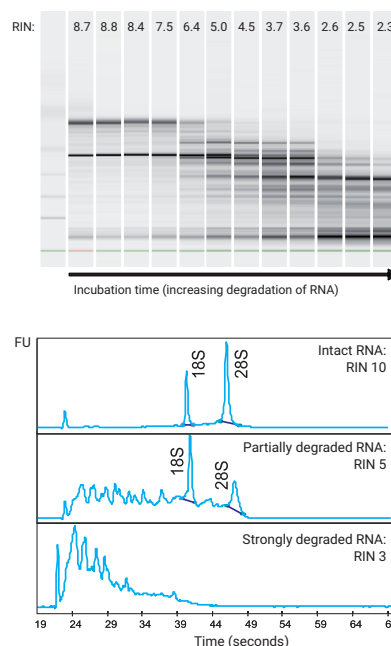 RIN: 8.7 8.8 8.4 7.5 6.4 5.0 4.5 3.7 3.6 2.6 2.5 2.3
Incubation time (increasing degradation of RNA)
FU
18S
28S
Intact RNA:
RIN 10
18S
28S
Partially degraded RNA:
RIN 5
Strongly degraded RNA:
RIN 3
19 29 24 34 39 44 49 54 59 64
Time (seconds)